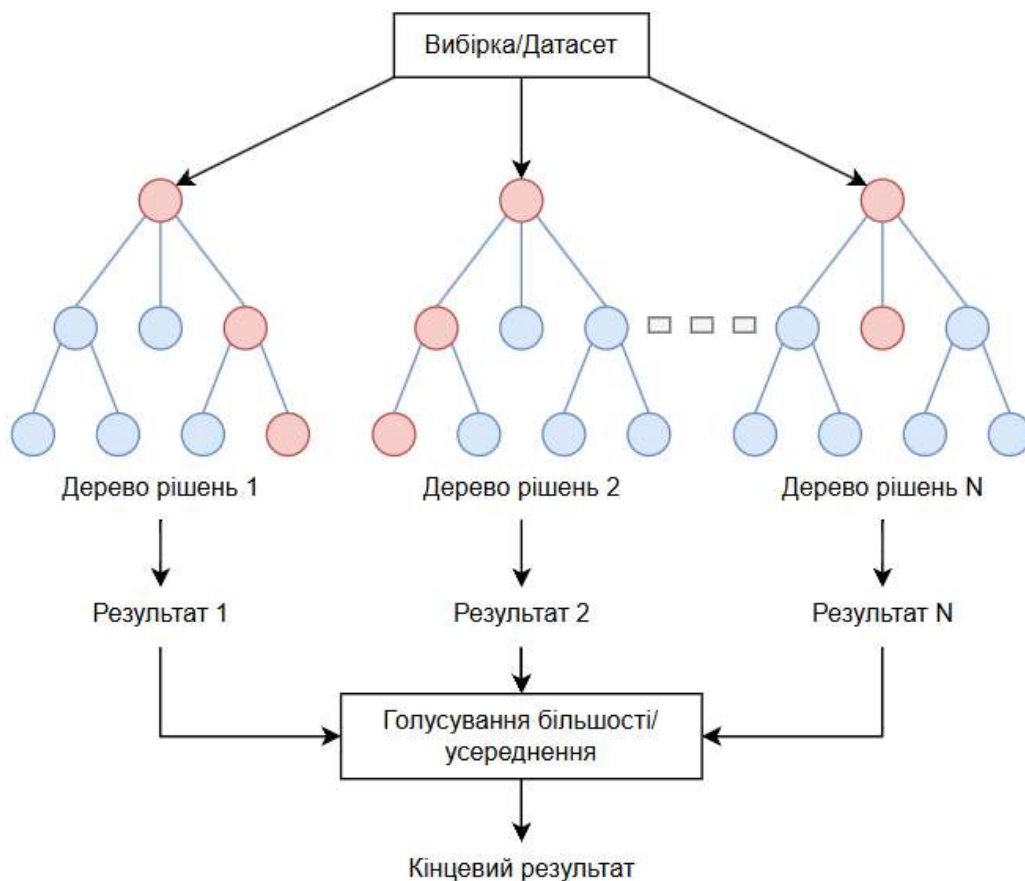 Вибірка/Датасет
Дерево рішень 1
Дерево рішень 2
Дерево рішень N
Результат 1
Результат 2
Результат N
Голусування більшості/
усереднення
Кінцевий результат